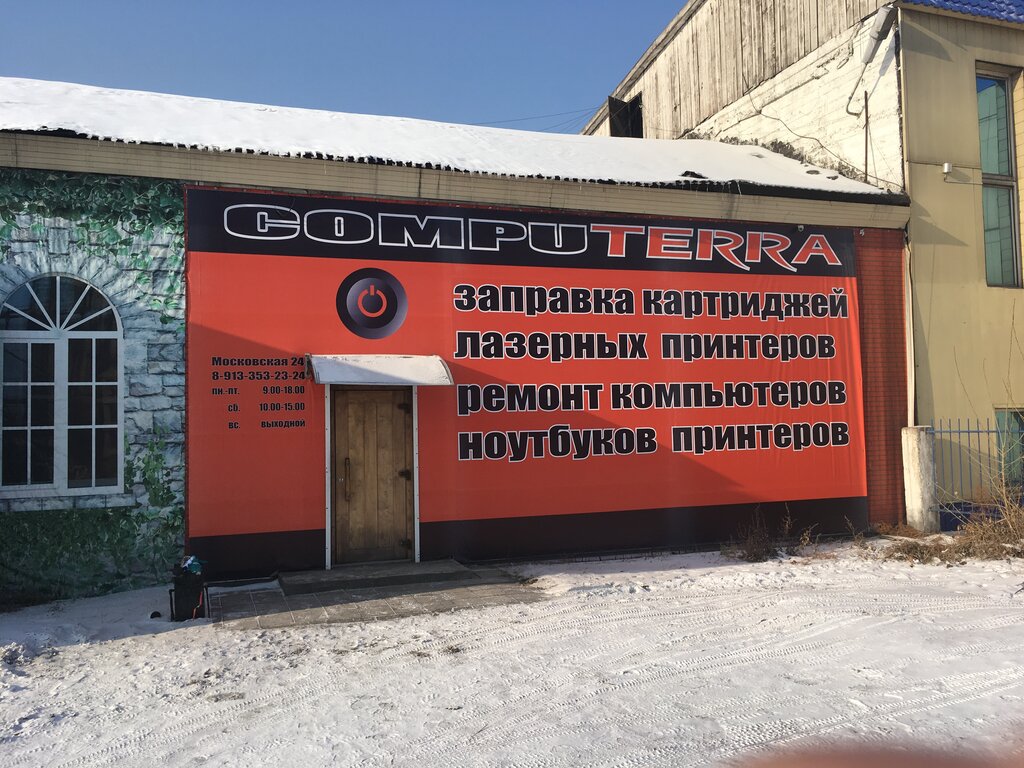 COMPUTERRA
заправка картриджей
лазерных принтеров
ремонт компьютеров
ноутбуков принтеров
Московская 24
8-913-353-23-24
пн.-пт. 9.00-18.00
сб. 10.00-15.00
вс. выходной